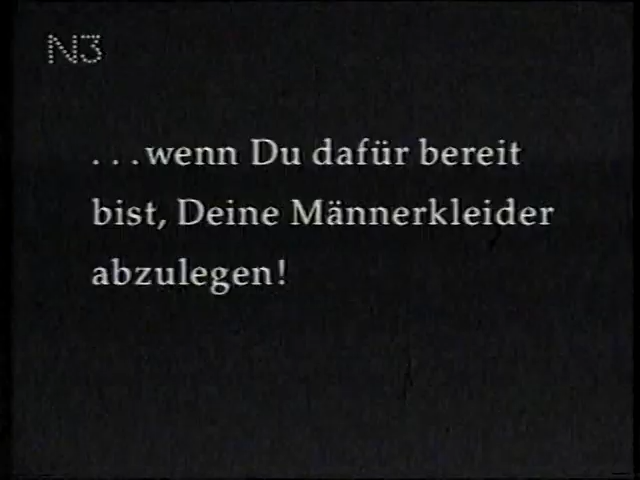 N3
...wenn Du dafür bereit
bist, Deine Männerkleider
abzulegen!